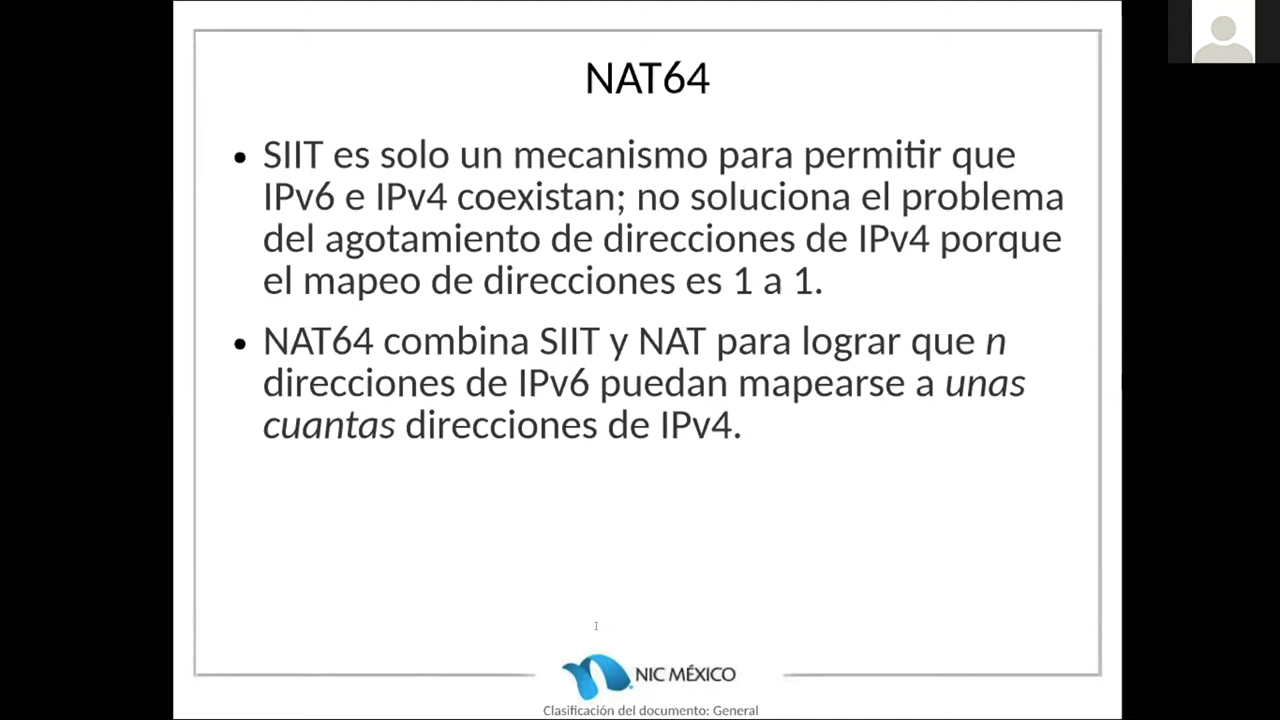 NAT64
• SIIT es solo un mecanismo para permitir que
IPv6 e IPv4 coexistan; no soluciona el problema
del agotamiento de direcciones de IPv4 porque
el mapeo de direcciones es 1 a 1.
• NAT64 combina SIIT y NAT para lograr que n
direcciones de IPv6 puedan mapearse a unas
cuantas direcciones de IPv4.
NIC MÉXICO
Clasificación del documento: General